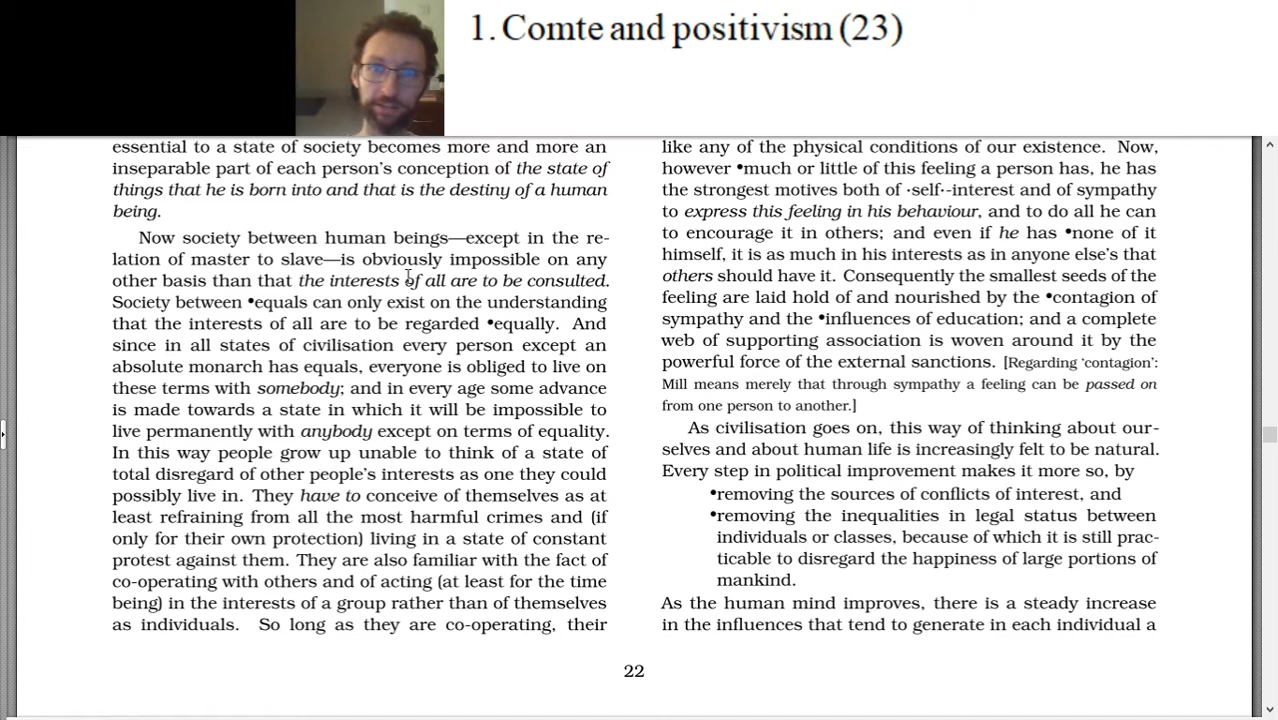 1. Comte and positivism (23)
essential to a state of society becomes more and more an
inseparable part of each person's conception of the state of
things that he is born into and that is the destiny of a human
being.
Now society between human beings—except in the re-
lation of master to slave—is obviously impossible on any
other basis than that the interests of all are to be consulted.
Society between •equals can only exist on the understanding
that the interests of all are to be regarded •equally. And
since in all states of civilisation every person except an
absolute monarch has equals, everyone is obliged to live on
these terms with somebody; and in every age some advance
is made towards a state in which it will be impossible to
live permanently with anybody except on terms of equality.
In this way people grow up unable to think of a state of
total disregard of other people's interests as one they could
possibly live in. They have to conceive of themselves as at
least refraining from all the most harmful crimes and (if
only for their own protection) living in a state of constant
protest against them. They are also familiar with the fact of
co-operating with others and of acting (at least for the time
being) in the interests of a group rather than of themselves
as individuals. So long as they are co-operating, their
like any of the physical conditions of our existence. Now,
however •much or little of this feeling a person has, he has
the strongest motives both of ·self·-interest and of sympathy
to express this feeling in his behaviour, and to do all he can
to encourage it in others; and even if he has •none of it
himself, it is as much in his interests as in anyone else's that
others should have it. Consequently the smallest seeds of the
feeling are laid hold of and nourished by the •contagion of
sympathy and the •influences of education; and a complete
web of supporting association is woven around it by the
powerful force of the external sanctions. [Regarding 'contagion':
Mill means merely that through sympathy a feeling can be passed on
from one person to another.]
As civilisation goes on, this way of thinking about our-
selves and about human life is increasingly felt to be natural.
Every step in political improvement makes it more so, by
•removing the sources of conflicts of interest, and
•removing the inequalities in legal status between
individuals or classes, because of which it is still prac-
ticable to disregard the happiness of large portions of
mankind.
As the human mind improves, there is a steady increase
in the influences that tend to generate in each individual a
22